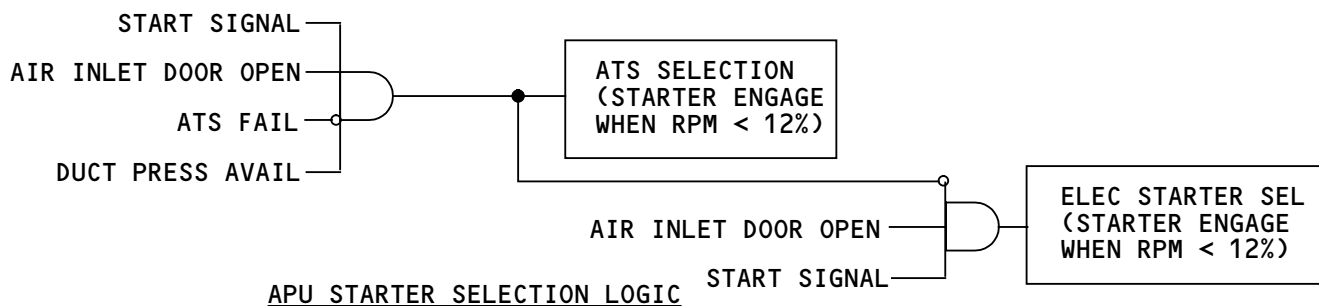 START SIGNAL
AIR INLET DOOR OPEN
ATS FAIL
DUCT PRESS AVAIL
ATS SELECTION
(STARTER ENGAGE
WHEN RPM < 12%)
AIR INLET DOOR OPEN
START SIGNAL
ELEC STARTER SEL
(STARTER ENGAGE
WHEN RPM < 12%)
APU STARTER SELECTION LOGIC